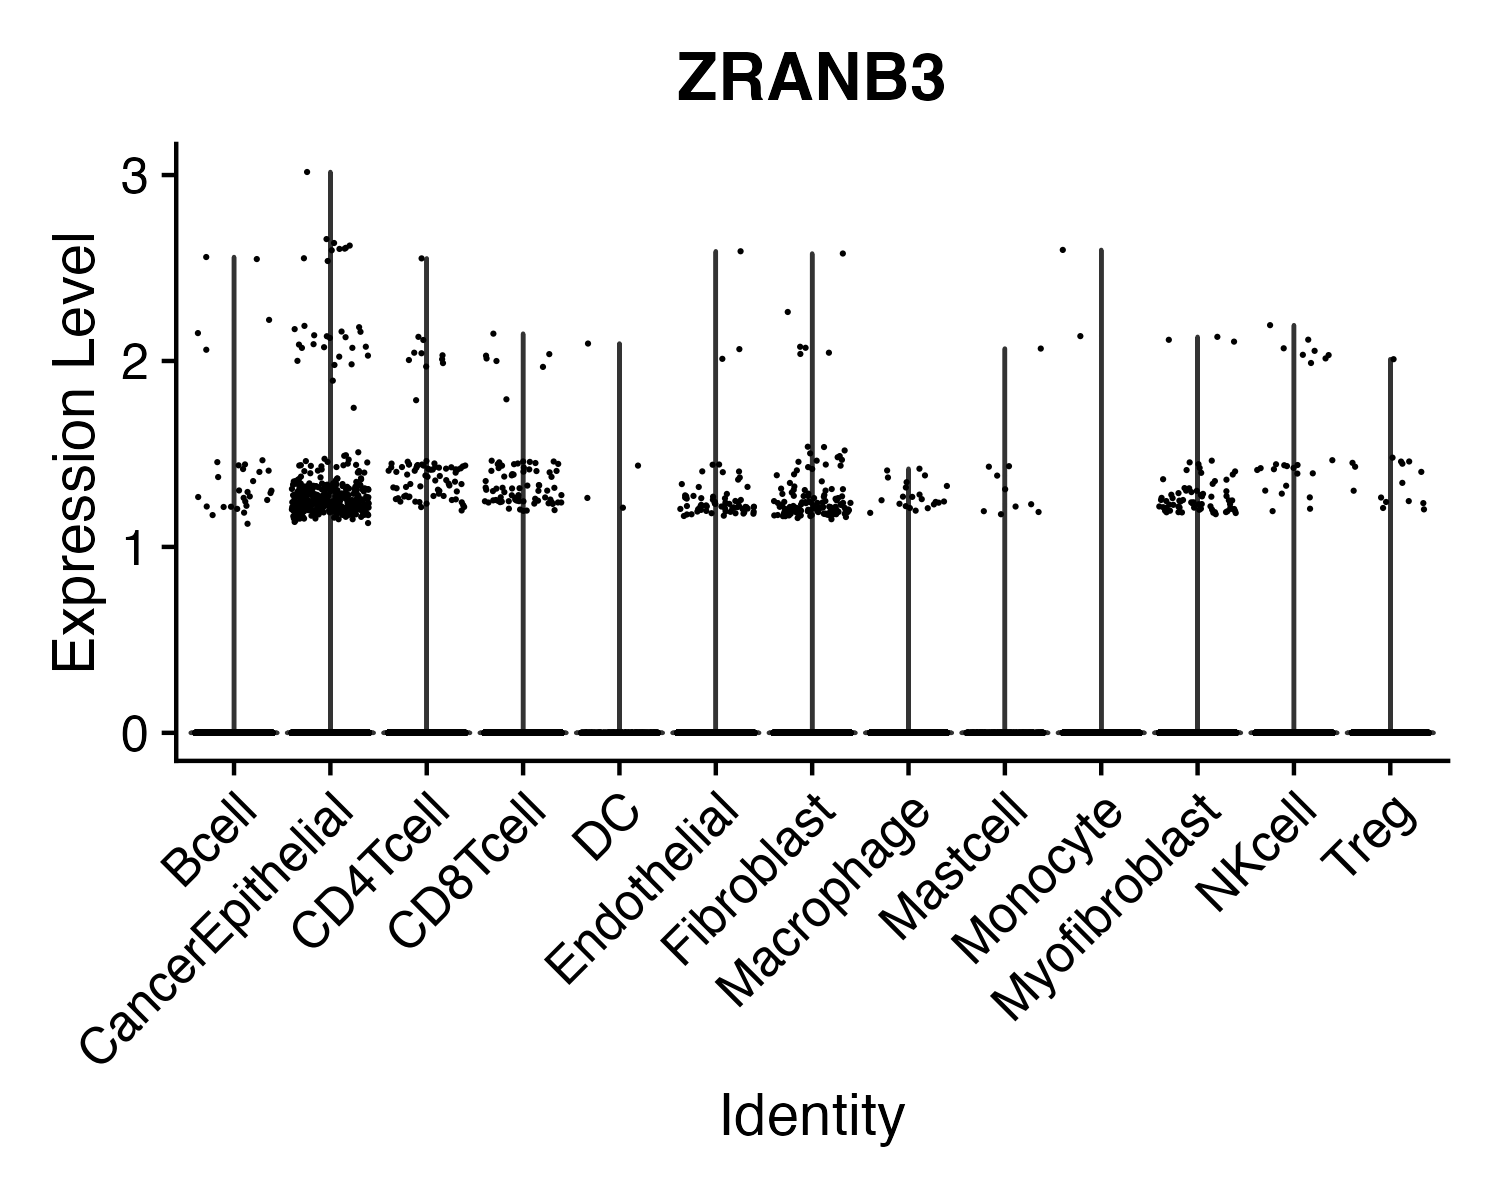 ZRANB3
Expression Level
3
2
1
0
Bcell
CancerEpithelial
CD4Tcell
CD8Tcell
DC
Endothelial
Fibroblast
Macrophage
Mastcell
Monocyte
Myofibroblast
NKcell
Treg
Identity